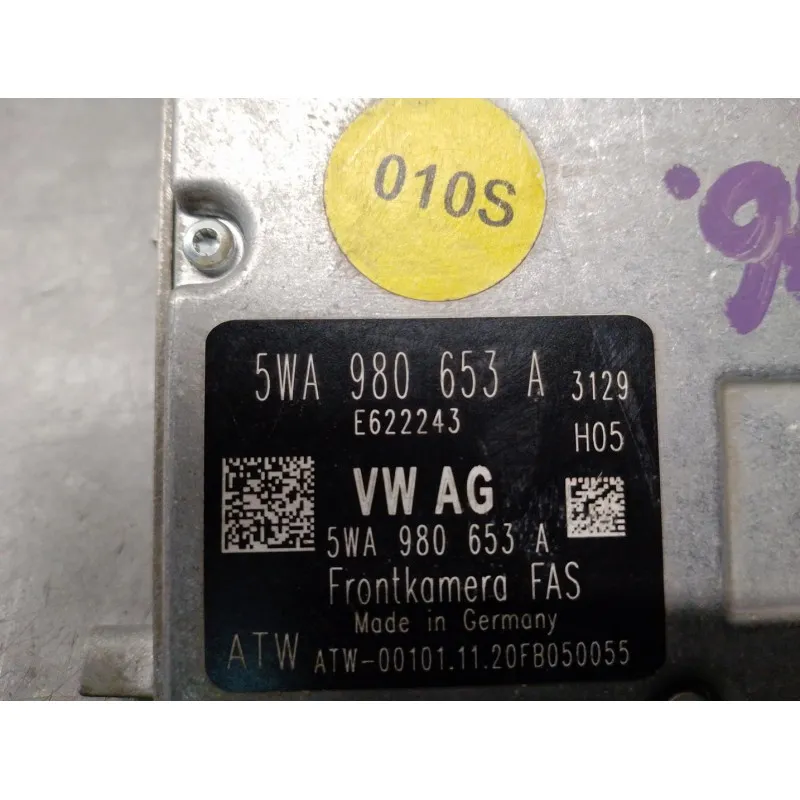 010S
5WA 980 653 A 3129
E622243 H05
VW AG
5WA 980 653 A
Frontkamera FAS
Made in Germany
ATW ATW-00101.11.20FB050055